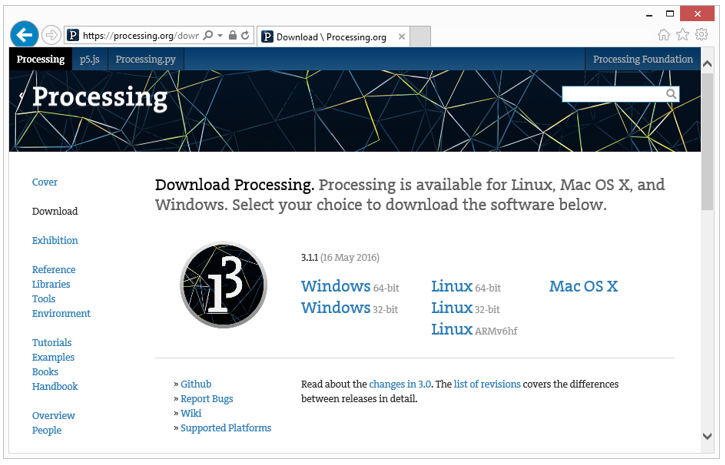 https://processing.org/dowr
Download \ Processing.org
Processing p5.js Processing.py Processing Foundation
Processing
Cover
Download
Exhibition
Reference
Libraries
Tools
Environment
Tutorials
Examples
Books
Handbook
Overview
People
Download Processing. Processing is available for Linux, Mac OS X, and
Windows. Select your choice to download the software below.
3.1.1 (16 May 2016)
Windows 64-bit
Windows 32-bit
Linux 64-bit
Linux 32-bit
Linux ARMv6hf
Mac OS X
» Github
» Report Bugs
» Wiki
» Supported Platforms
Read about the changes in 3.0. The list of revisions covers the differences
between releases in detail.